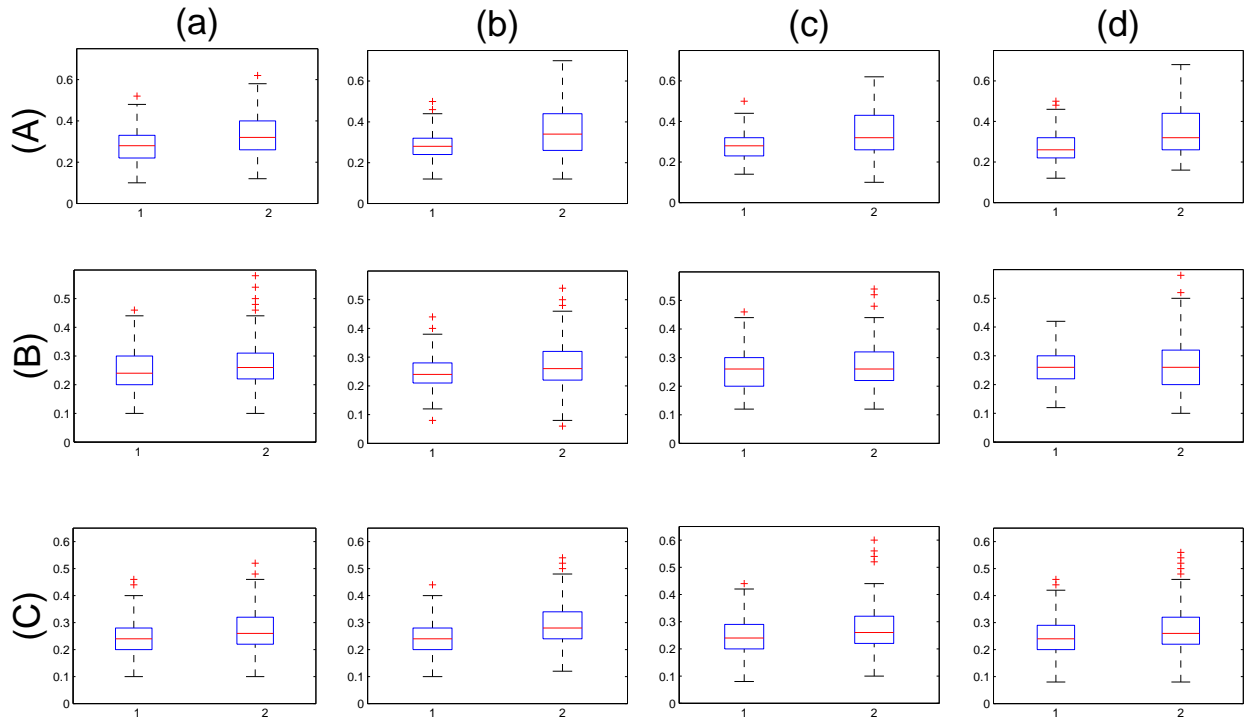 (a) (b) (c) (d)
(A)
0.6 0.6 0.6 0.6
0.4 0.4 0.4 0.4
0.2 0.2 0.2 0.2
0 0 0 0
1 2 1 2 1 2 1 2
(B)
0.5 0.5 0.5 0.5
0.4 0.4 0.4 0.4
0.3 0.3 0.3 0.3
0.2 0.2 0.2 0.2
0.1 0.1 0.1 0.1
0 0 0 0
1 2 1 2 1 2 1 2
(C)
0.6 0.6 0.6 0.6
0.5 0.5 0.5 0.5
0.4 0.4 0.4 0.4
0.3 0.3 0.3 0.3
0.2 0.2 0.2 0.2
0.1 0.1 0.1 0.1
0 0 0 0
1 2 1 2 1 2 1 2